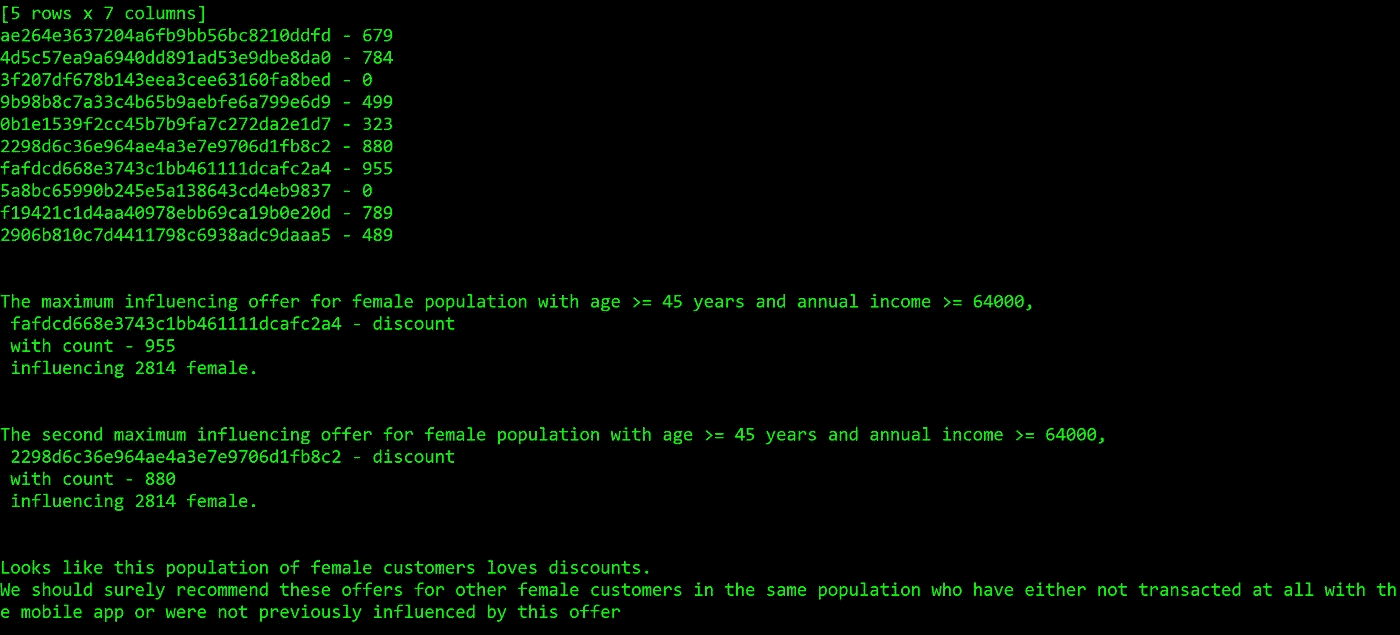 [5 rows x 7 columns]
ae264e3637204a6fb9bb56bc8210ddfd - 679
4d5c57ea9a6940dd891ad53e9dbe8da0 - 784
3f207df678b143eea3cee63160fa8bed - 0
9b98b8c7a33c4b65b9aebfe6a799e6d9 - 499
0b1e1539f2cc45b7b9fa7c272da2e1d7 - 323
2298d6c36e964ae4a3e7e9706d1fb8c2 - 880
fafdcd668e3743c1bb461111dcafc2a4 - 955
5a8bc65990b245e5a138643cd4eb9837 - 0
f19421c1d4aa40978ebb69ca19b0e20d - 789
2906b810c7d4411798c6938adc9daaa5 - 489
The maximum influencing offer for female population with age >= 45 years and annual income >= 64000,
fafdcd668e3743c1bb461111dcafc2a4 - discount
with count - 955
influencing 2814 female.
The second maximum influencing offer for female population with age >= 45 years and annual income >= 64000,
2298d6c36e964ae4a3e7e9706d1fb8c2 - discount
with count - 880
influencing 2814 female.
Looks like this population of female customers loves discounts.
We should surely recommend these offers for other female customers in the same population who have either not transacted at all with th
e mobile app or were not previously influenced by this offer